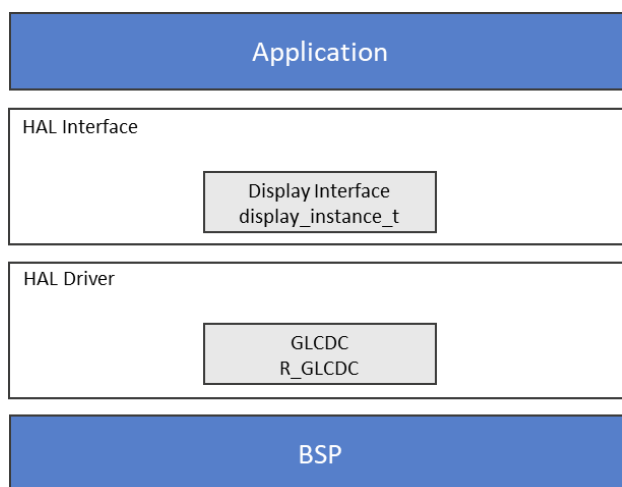 Application
HAL Interface
Display Interface
display_instance_t
HAL Driver
GLCDC
R_GLCDC
BSP